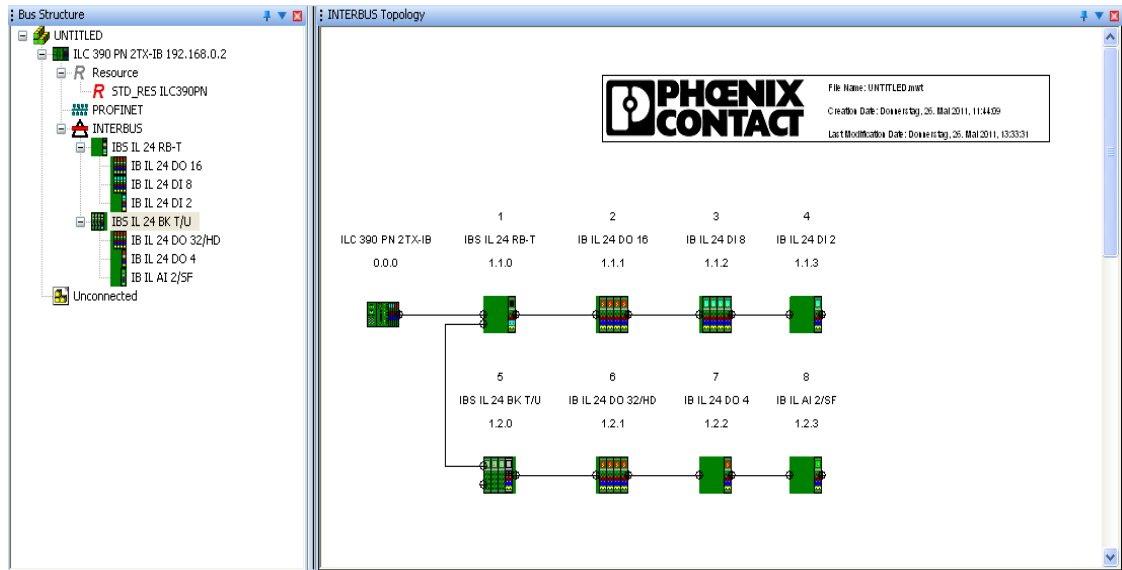 Bus Structure
UNTITLED
ILC 390 PN 2TX-IB 192.168.0.2
R Resource
R STD_RES ILC390PN
PROFINET
INTERBUS
IBS IL 24 RB-T
IB IL 24 DO 16
IB IL 24 DI 8
IB IL 24 DI 2
IBS IL 24 BK T/U
IB IL 24 DO 32/HD
IB IL 24 DO 4
IB IL AI 2/SF
Unconnected
INTERBUS Topology
PHŒNIX
CONTACT
File Name: UNTITLED.mwt
Creation Date: Donnerstag, 26. Mai 2011, 11:44:09
Last Modification Date: Donnerstag, 26. Mai 2011, 13:33:31
1 2 3 4
ILC 390 PN 2TX-IB IBS IL 24 RB-T IB IL 24 DO 16 IB IL 24 DI 8 IB IL 24 DI 2
0.0.0 1.1.0 1.1.1 1.1.2 1.1.3
5 6 7 8
IBS IL 24 BK T/U IB IL 24 DO 32/HD IB IL 24 DO 4 IB IL AI 2/SF
1.2.0 1.2.1 1.2.2 1.2.3